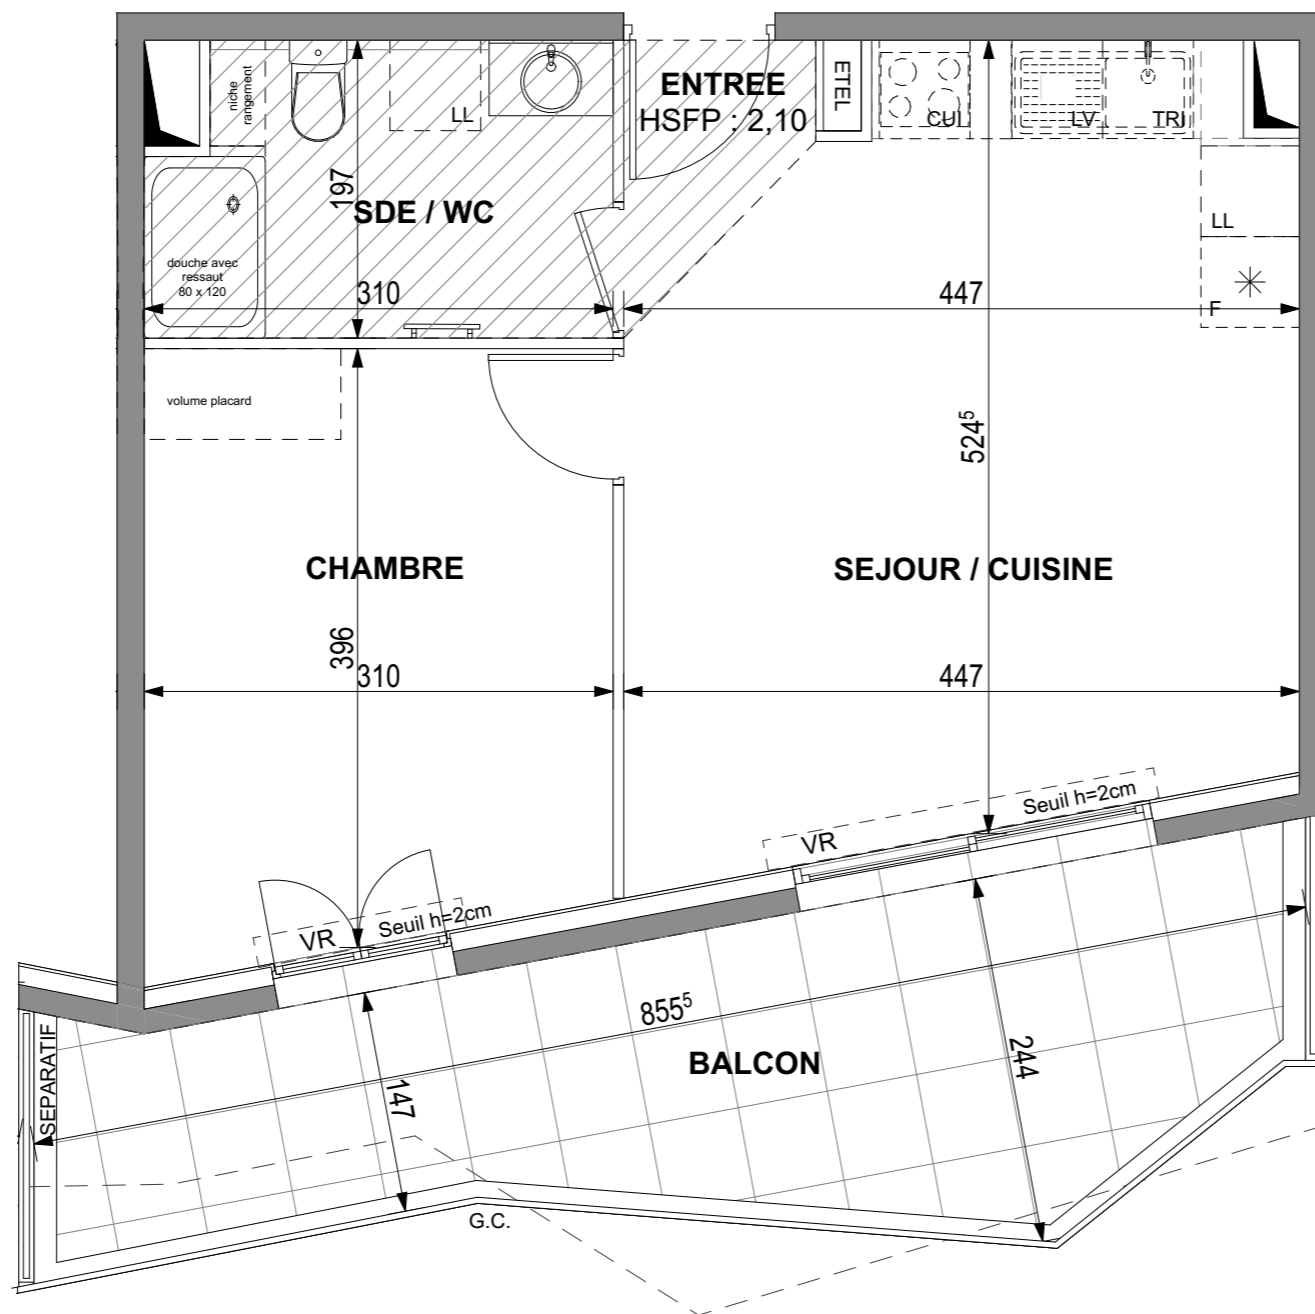 ENTREE
HSFP : 2,10
ETEL
CUI
LV
TRI
niche
rangement
LL
197
SDE / WC
douche avec
ressaut
80 x 120
310
447
LL
F
volume placard
524⁵
CHAMBRE
SEJOUR / CUISINE
396
310
447
VR
Seuil h=2cm
VR
Seuil h=2cm
855⁵
BALCON
244
147
SEPARATIF
G.C.